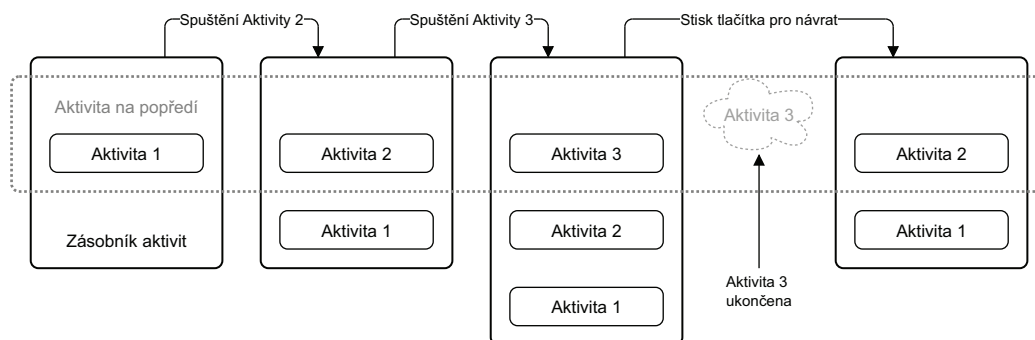 Spuštění Aktivity 2
Spuštění Aktivity 3
Stisk tlačítka pro návrat
Aktivita na popředí
Aktivita 1
Zásobník aktivit
Aktivita 2
Aktivita 1
Aktivita 3
Aktivita 2
Aktivita 1
Aktivita 3
Aktivita 3
ukončena
Aktivita 2
Aktivita 1